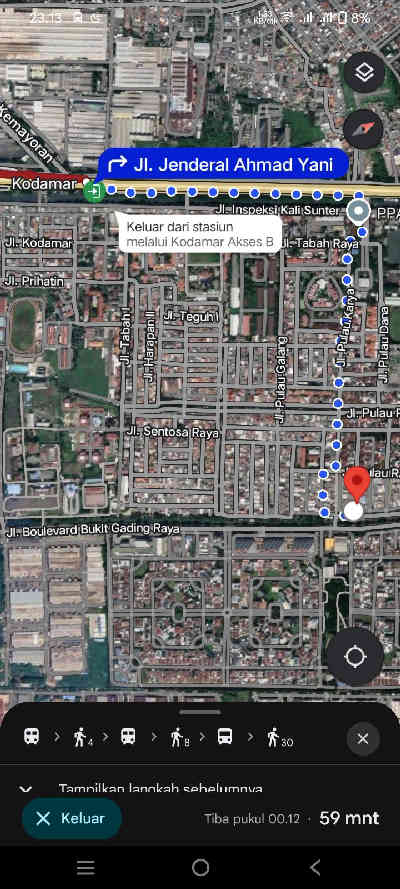 23.13
8%
Kemayoran
Jl. Jenderal Ahmad Yani
Kodamar
PPA
Jl. Inspeksi Kali Sunter
Keluar dari stasiun
melalui Kodamar Akses B
Jl. Kodamar
Jl. Tabah Raya
Jl. Prihatin
Jl. Teguh I
Jl. Tabah I
Jl. Harapan II
Jl. Pulau Karya
Jl. Pulau Dana
Jl. Pulau Galang
Jl. Pulau R
Jl. Sentosa Raya
ulau R
Jl. Boulevard Bukit Gading Raya
4
8
30
Tampilkan langkah sebelumnya
Keluar
Tiba pukul 00.12 · 59 mnt